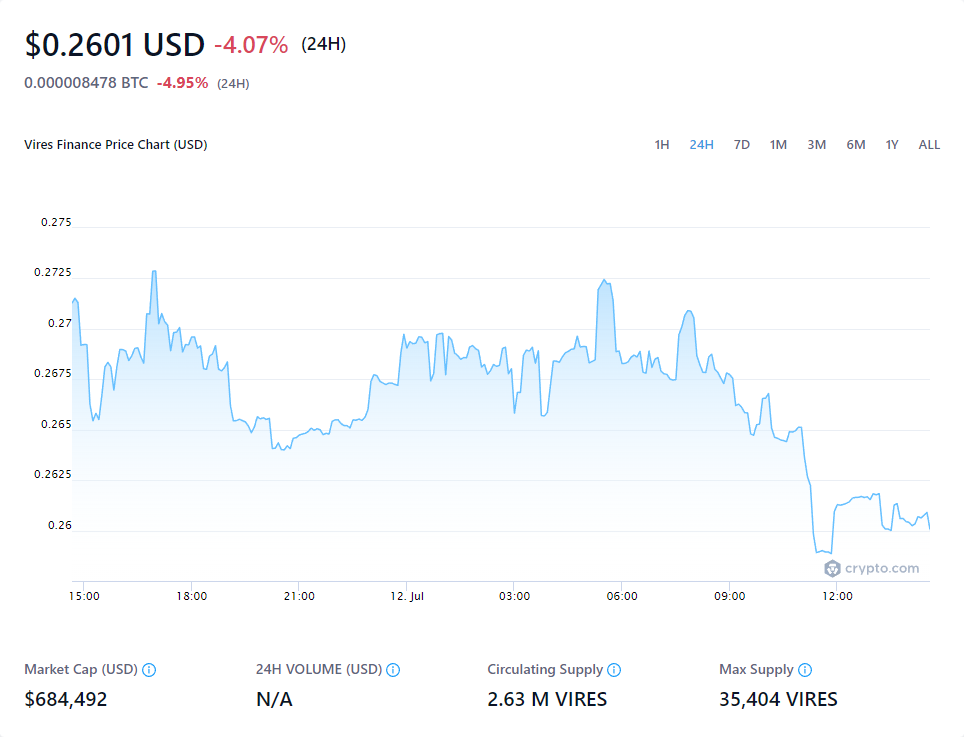 $0.2601 USD -4.07% (24H)
0.000008478 BTC -4.95% (24H)
Vires Finance Price Chart (USD) 1H 24H 7D 1M 3M 6M 1Y ALL
0.275
0.2725
0.27
0.2675
0.265
0.2625
0.26
crypto.com
15:00 18:00 21:00 12. Jul 03:00 06:00 09:00 12:00
Market Cap (USD) 24H VOLUME (USD) Circulating Supply Max Supply
$684,492 N/A 2.63 M VIRES 35,404 VIRES